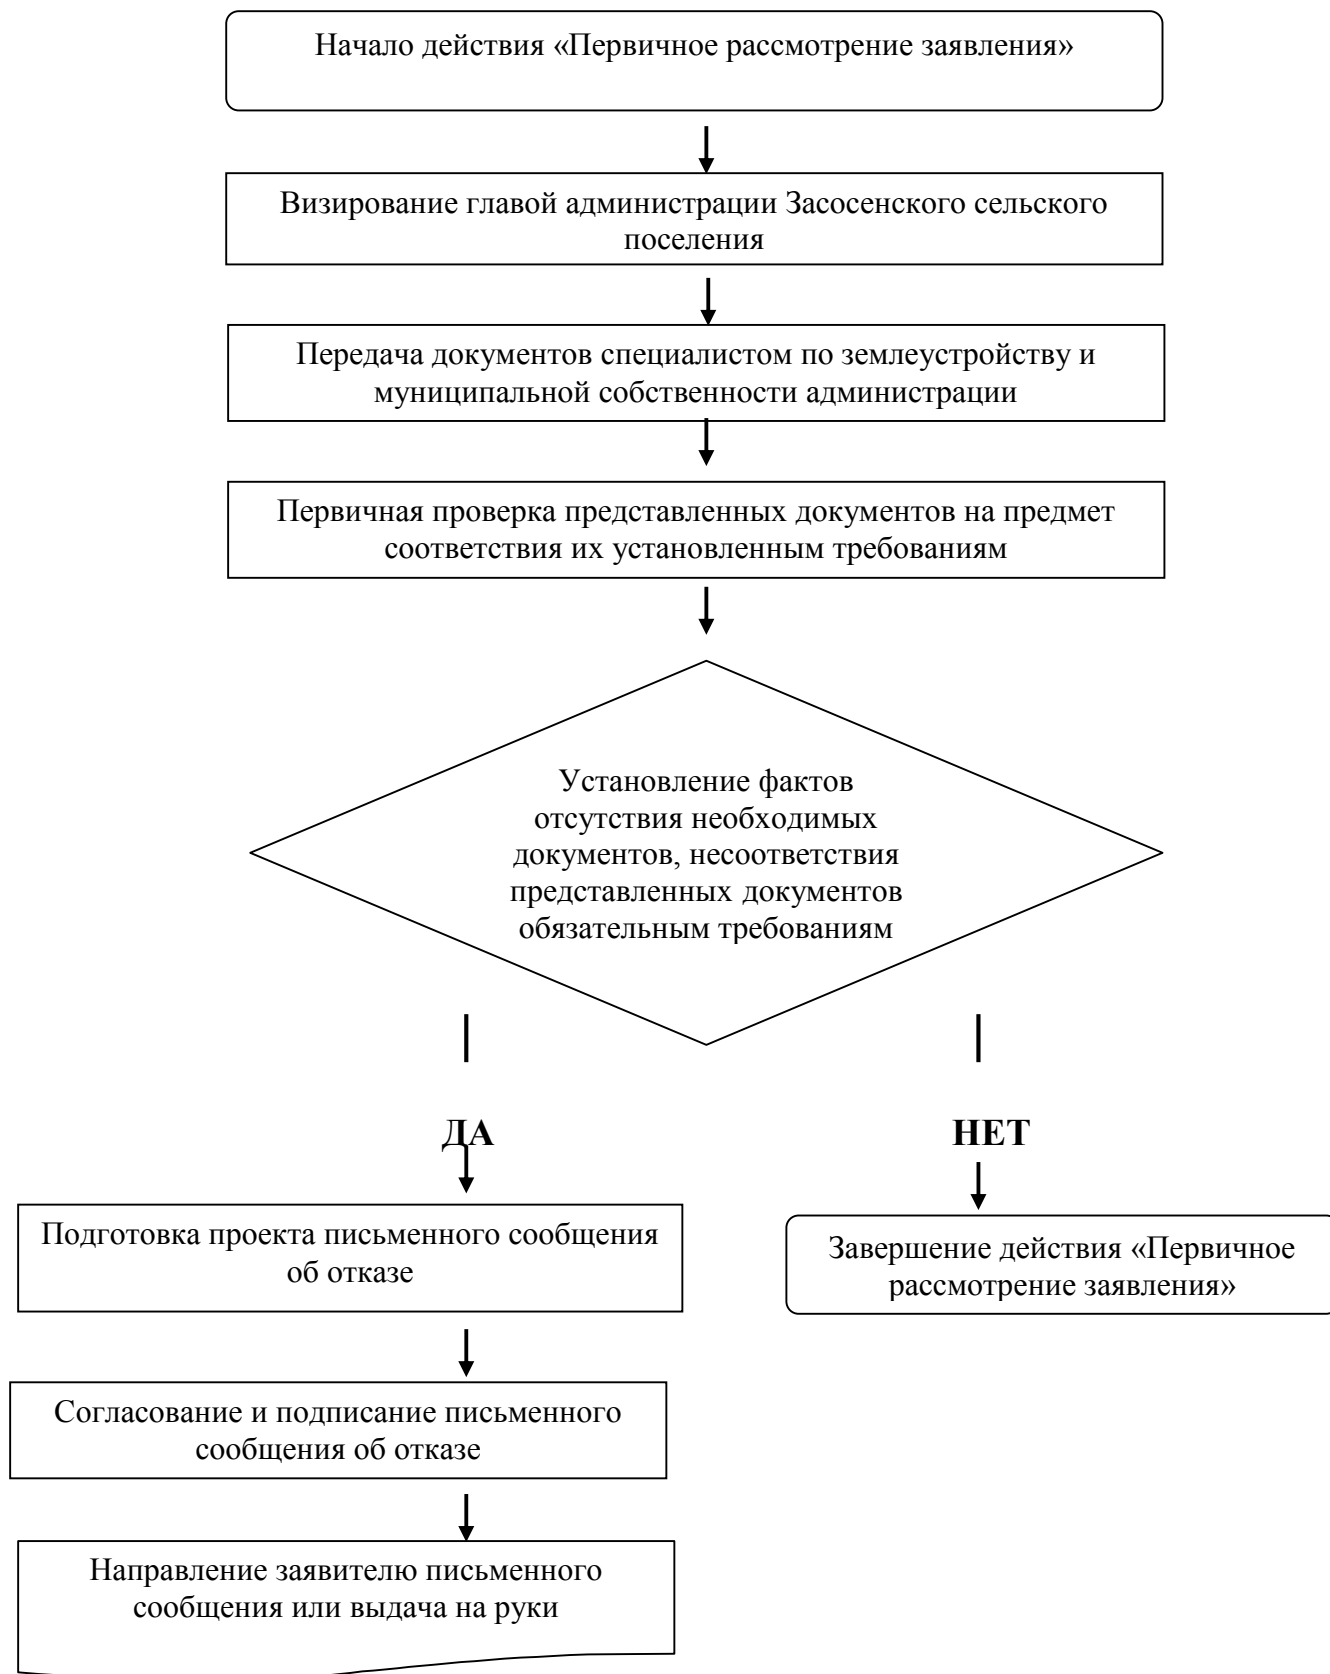 Начало действия «Первичное рассмотрение заявления»
Визирование главой администрации Засосенского сельского
поселения
Передача документов специалистом по землеустройству и
муниципальной собственности администрации
Первичная проверка представленных документов на предмет
соответствия их установленным требованиям
Установление фактов
отсутствия необходимых
документов, несоответствия
представленных документов
обязательным требованиям
ДА
НЕТ
Подготовка проекта письменного сообщения
об отказе
Завершение действия «Первичное
рассмотрение заявления»
Согласование и подписание письменного
сообщения об отказе
Направление заявителю письменного
сообщения или выдача на руки